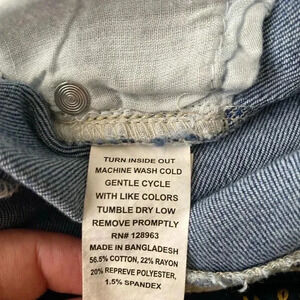 TURN INSIDE OUT
MACHINE WASH COLD
GENTLE CYCLE
WITH LIKE COLORS
TUMBLE DRY LOW
REMOVE PROMPTLY
RN# 128963
MADE IN BANGLADESH
56.5% COTTON, 22% RAYON
20% REPREVE POLYESTER,
1.5% SPANDEX